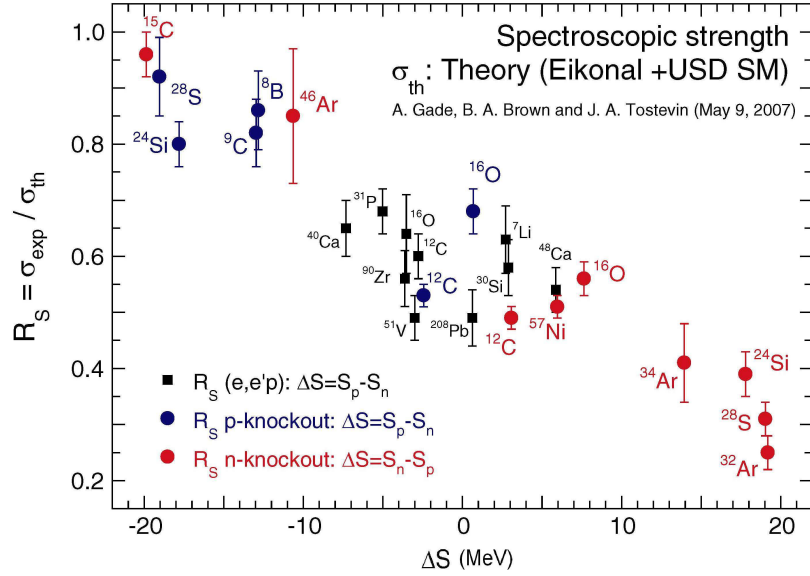 Spectroscopic strength
σth: Theory (Eikonal +USD SM)
A. Gade, B. A. Brown and J. A. Tostevin (May 9, 2007)
RS = σexp / σth
1.0
0.8
0.6
0.4
0.2
15C
28S
24Si
8B
9C
46Ar
16O
31P
16O
40Ca
12C
90Zr
12C
51V
208Pb
7Li
30Si
48Ca
16O
57Ni
12C
34Ar
24Si
28S
32Ar
RS (e,e'p): ΔS=Sp-Sn
RS p-knockout: ΔS=Sp-Sn
RS n-knockout: ΔS=Sn-Sp
-20
-10
0
10
20
ΔS (MeV)